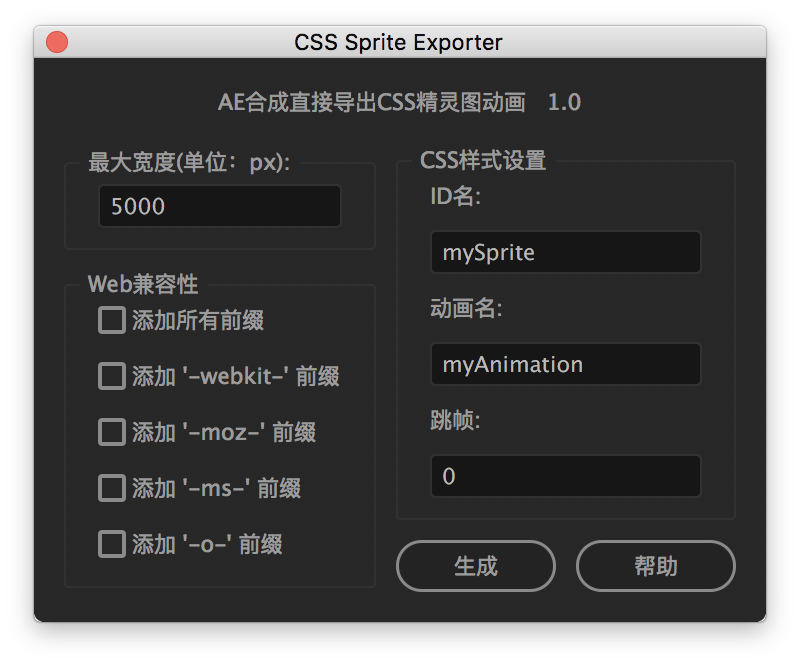 CSS Sprite Exporter
AE合成直接导出CSS精灵图动画 1.0
最大宽度(单位：px):
5000
Web兼容性
添加所有前缀
添加 '-webkit-' 前缀
添加 '-moz-' 前缀
添加 '-ms-' 前缀
添加 '-o-' 前缀
CSS样式设置
ID名:
mySprite
动画名:
myAnimation
跳帧:
0
生成
帮助